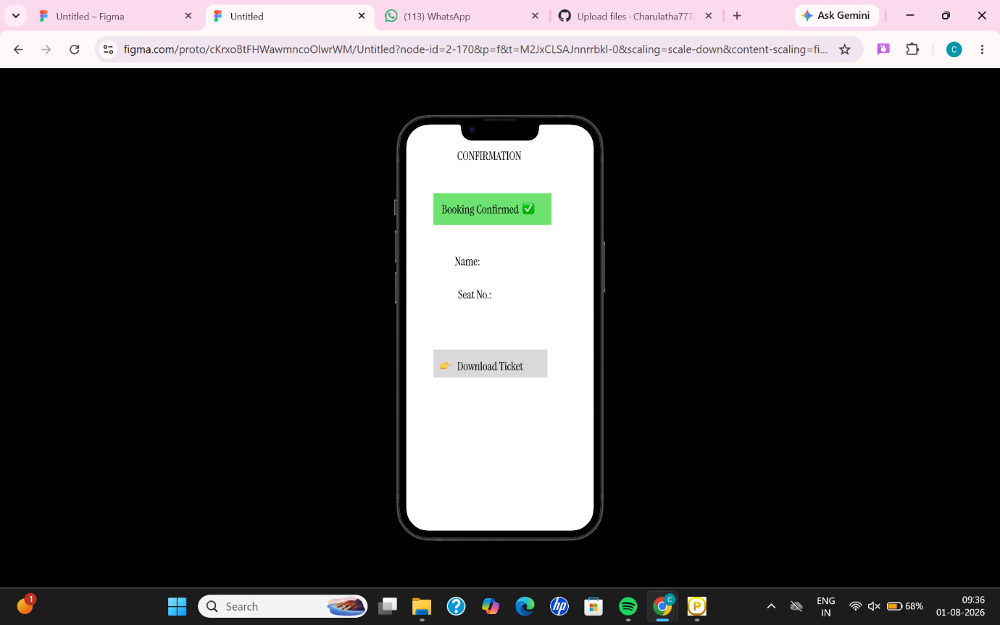 Untitled – Figma
Untitled
(113) WhatsApp
Upload files · Charulatha777/
Ask Gemini
figma.com/proto/cKrxoBtFHWawmncoOlwrWM/Untitled?node-id=2-170&p=f&t=M2JxCLSAJnnrrbkl-0&scaling=scale-down&content-scaling=fi...
C
CONFIRMATION
Booking Confirmed ✅
Name:
Seat No.:
👉 Download Ticket
1
Search
hp
C
P
ENG
IN
68%
09:36
01-08-2026